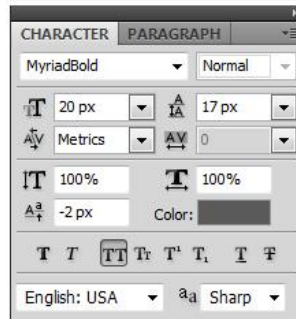 CHARACTER PARAGRAPH
MyriadBold Normal
20 px 17 px
Metrics 0
100% 100%
-2 px Color:
T T TT Tr T¹ T₁ T T
English: USA aa Sharp